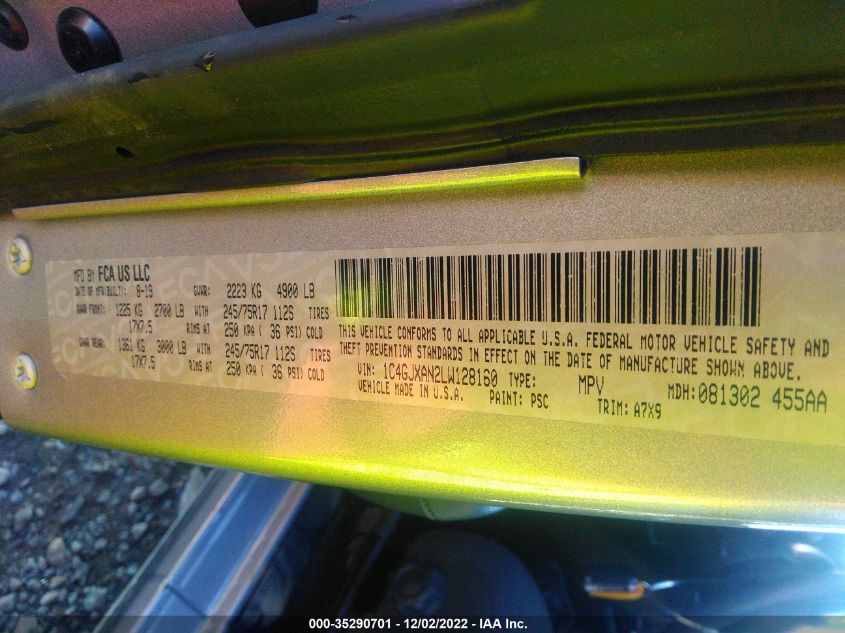 MFD BY FCA US LLC
DATE OF MFR(BUILT): 8-19 GVWR: 2223 KG 4900 LB
GAWR FRONT: 1225 KG 2700 LB WITH 245/75R17 112S TIRES
17X7.5 RIMS AT 250 KPA ( 36 PSI) COLD
GAWR REAR: 1361 KG 3000 LB WITH 245/75R17 112S TIRES
17X7.5 RIMS AT 250 KPA ( 36 PSI) COLD
THIS VEHICLE CONFORMS TO ALL APPLICABLE U.S.A. FEDERAL MOTOR VEHICLE SAFETY AND
THEFT PREVENTION STANDARDS IN EFFECT ON THE DATE OF MANUFACTURE SHOWN ABOVE.
VIN: 1C4GJXAN2LW128160 TYPE: MPV MDH:081302 455AA
VEHICLE MADE IN U.S.A. PAINT: PSC TRIM: A7X9
000-35290701 - 12/02/2022 - IAA Inc.